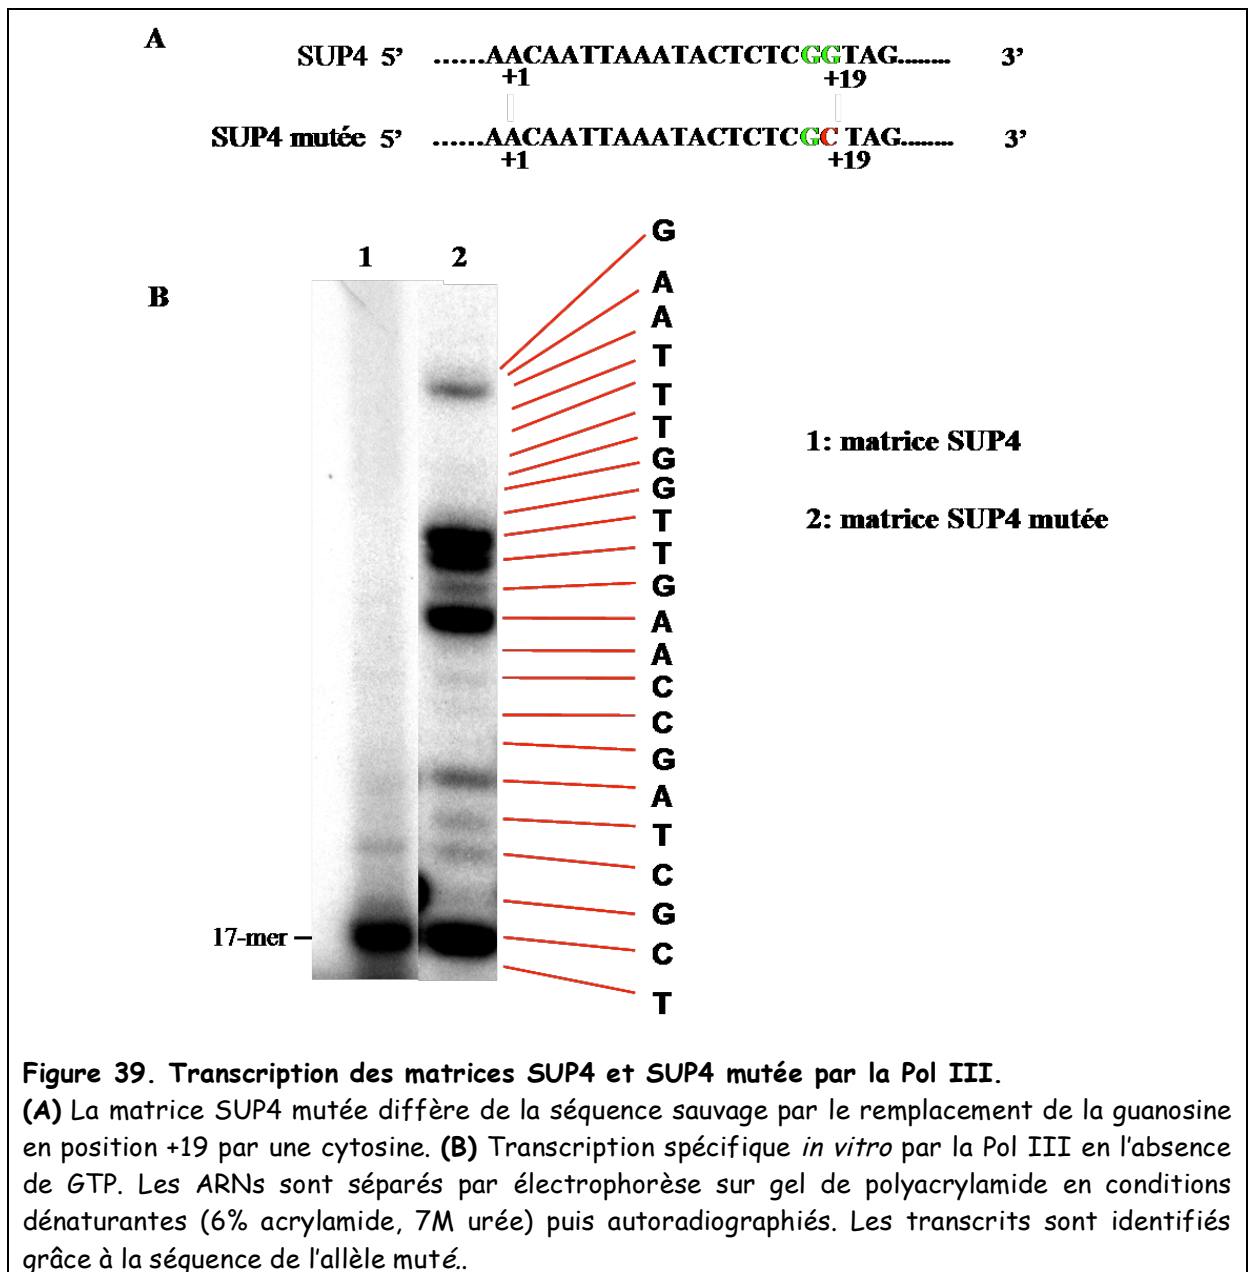 A
SUP4 5’ ......AACAATTAAATACTCTCGGTAG......... 3’
+1 +19
SUP4 mutée 5’ ......AACAATTAAATACTCTCGC TAG......... 3’
+1 +19
B
1 2
G
A
A
T
T
T
G
G
T
T
G
A
A
C
C
G
A
T
C
G
C
T
1: matrice SUP4
2: matrice SUP4 mutée
17-mer
Figure 39. Transcription des matrices SUP4 et SUP4 mutée par la Pol III.
(A) La matrice SUP4 mutée diffère de la séquence sauvage par le remplacement de la guanosine
en position +19 par une cytosine. (B) Transcription spécifique in vitro par la Pol III en l’absence
de GTP. Les ARNs sont séparés par électrophorèse sur gel de polyacrylamide en conditions
dénaturantes (6% acrylamide, 7M urée) puis autoradiographiés. Les transcrits sont identifiés
grâce à la séquence de l’allèle muté..